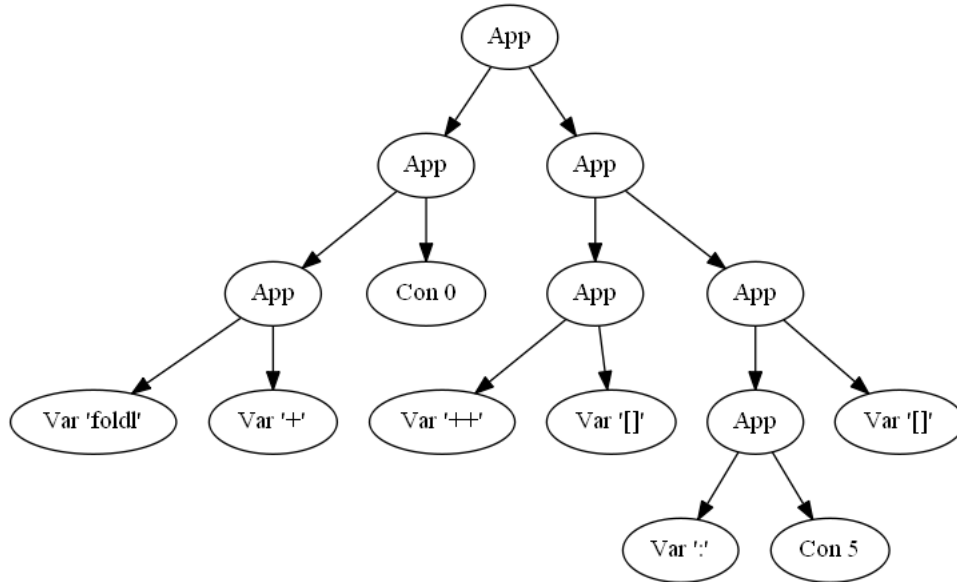 App
App
App
App
Con 0
App
App
Var 'foldl'
Var '+'
Var '++'
Var '[]'
App
Var '[]'
Var ':'
Con 5